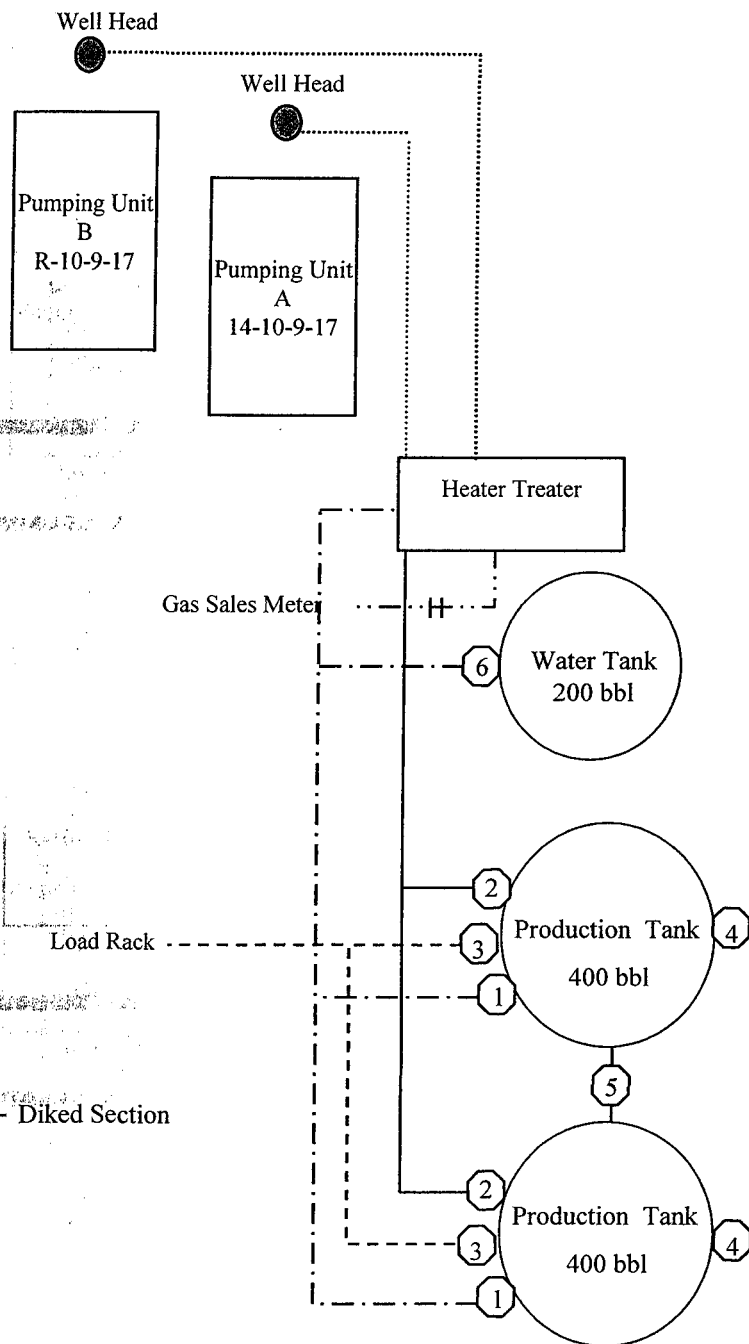 Well Head
Well Head
Pumping Unit
B
R-10-9-17
Pumping Unit
A
14-10-9-17
Heater Treater
Gas Sales Meter
6
Water Tank
200 bbl
2
Load Rack
3
Production Tank
4
400 bbl
1
5
- Diked Section
2
Production Tank
3
4
400 bbl
1